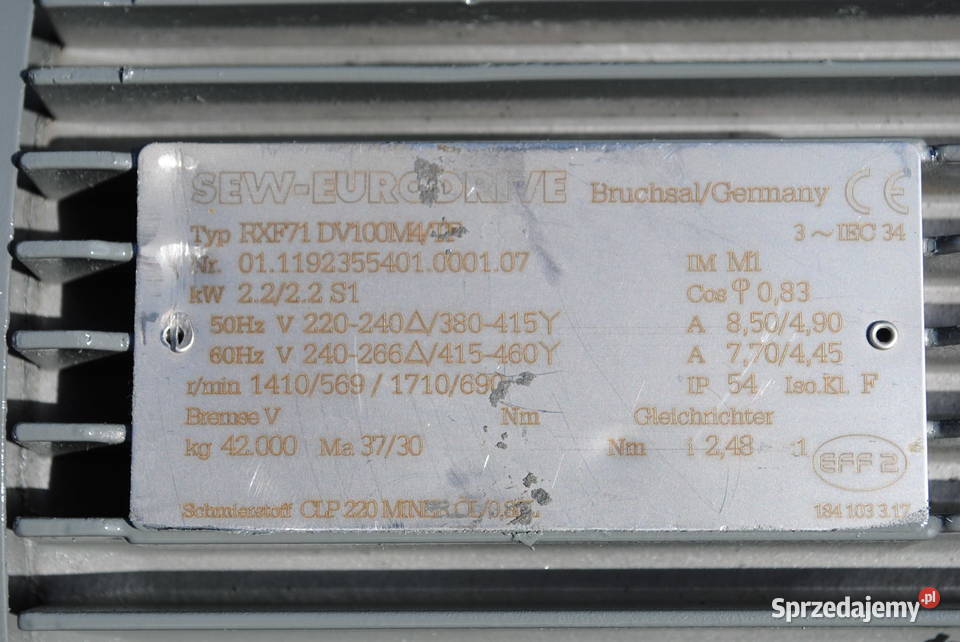 SEW-EURODRIVE Bruchsal/Germany CE
Typ RXF71 DV100M4/ 3~IEC 34
Nr. 01.1192355401.0001.07 IM M1
kW 2.2/2.2 S1 Cos φ 0,83
50Hz V 220-240△/380-415Y A 8,50/4,90
60Hz V 240-266△/415-460Y A 7,70/4,45
r/min 1410/569 / 1710/690 IP 54 Iso.Kl. F
Bremse V Nm Gleichrichter
kg 42.000 Ma 37/30 Nm i 2,48 :1
EFF 2
Schmierstoff CLP 220 MINER.ÖL/ 184 103 3.17
Sprzedajemy.pl